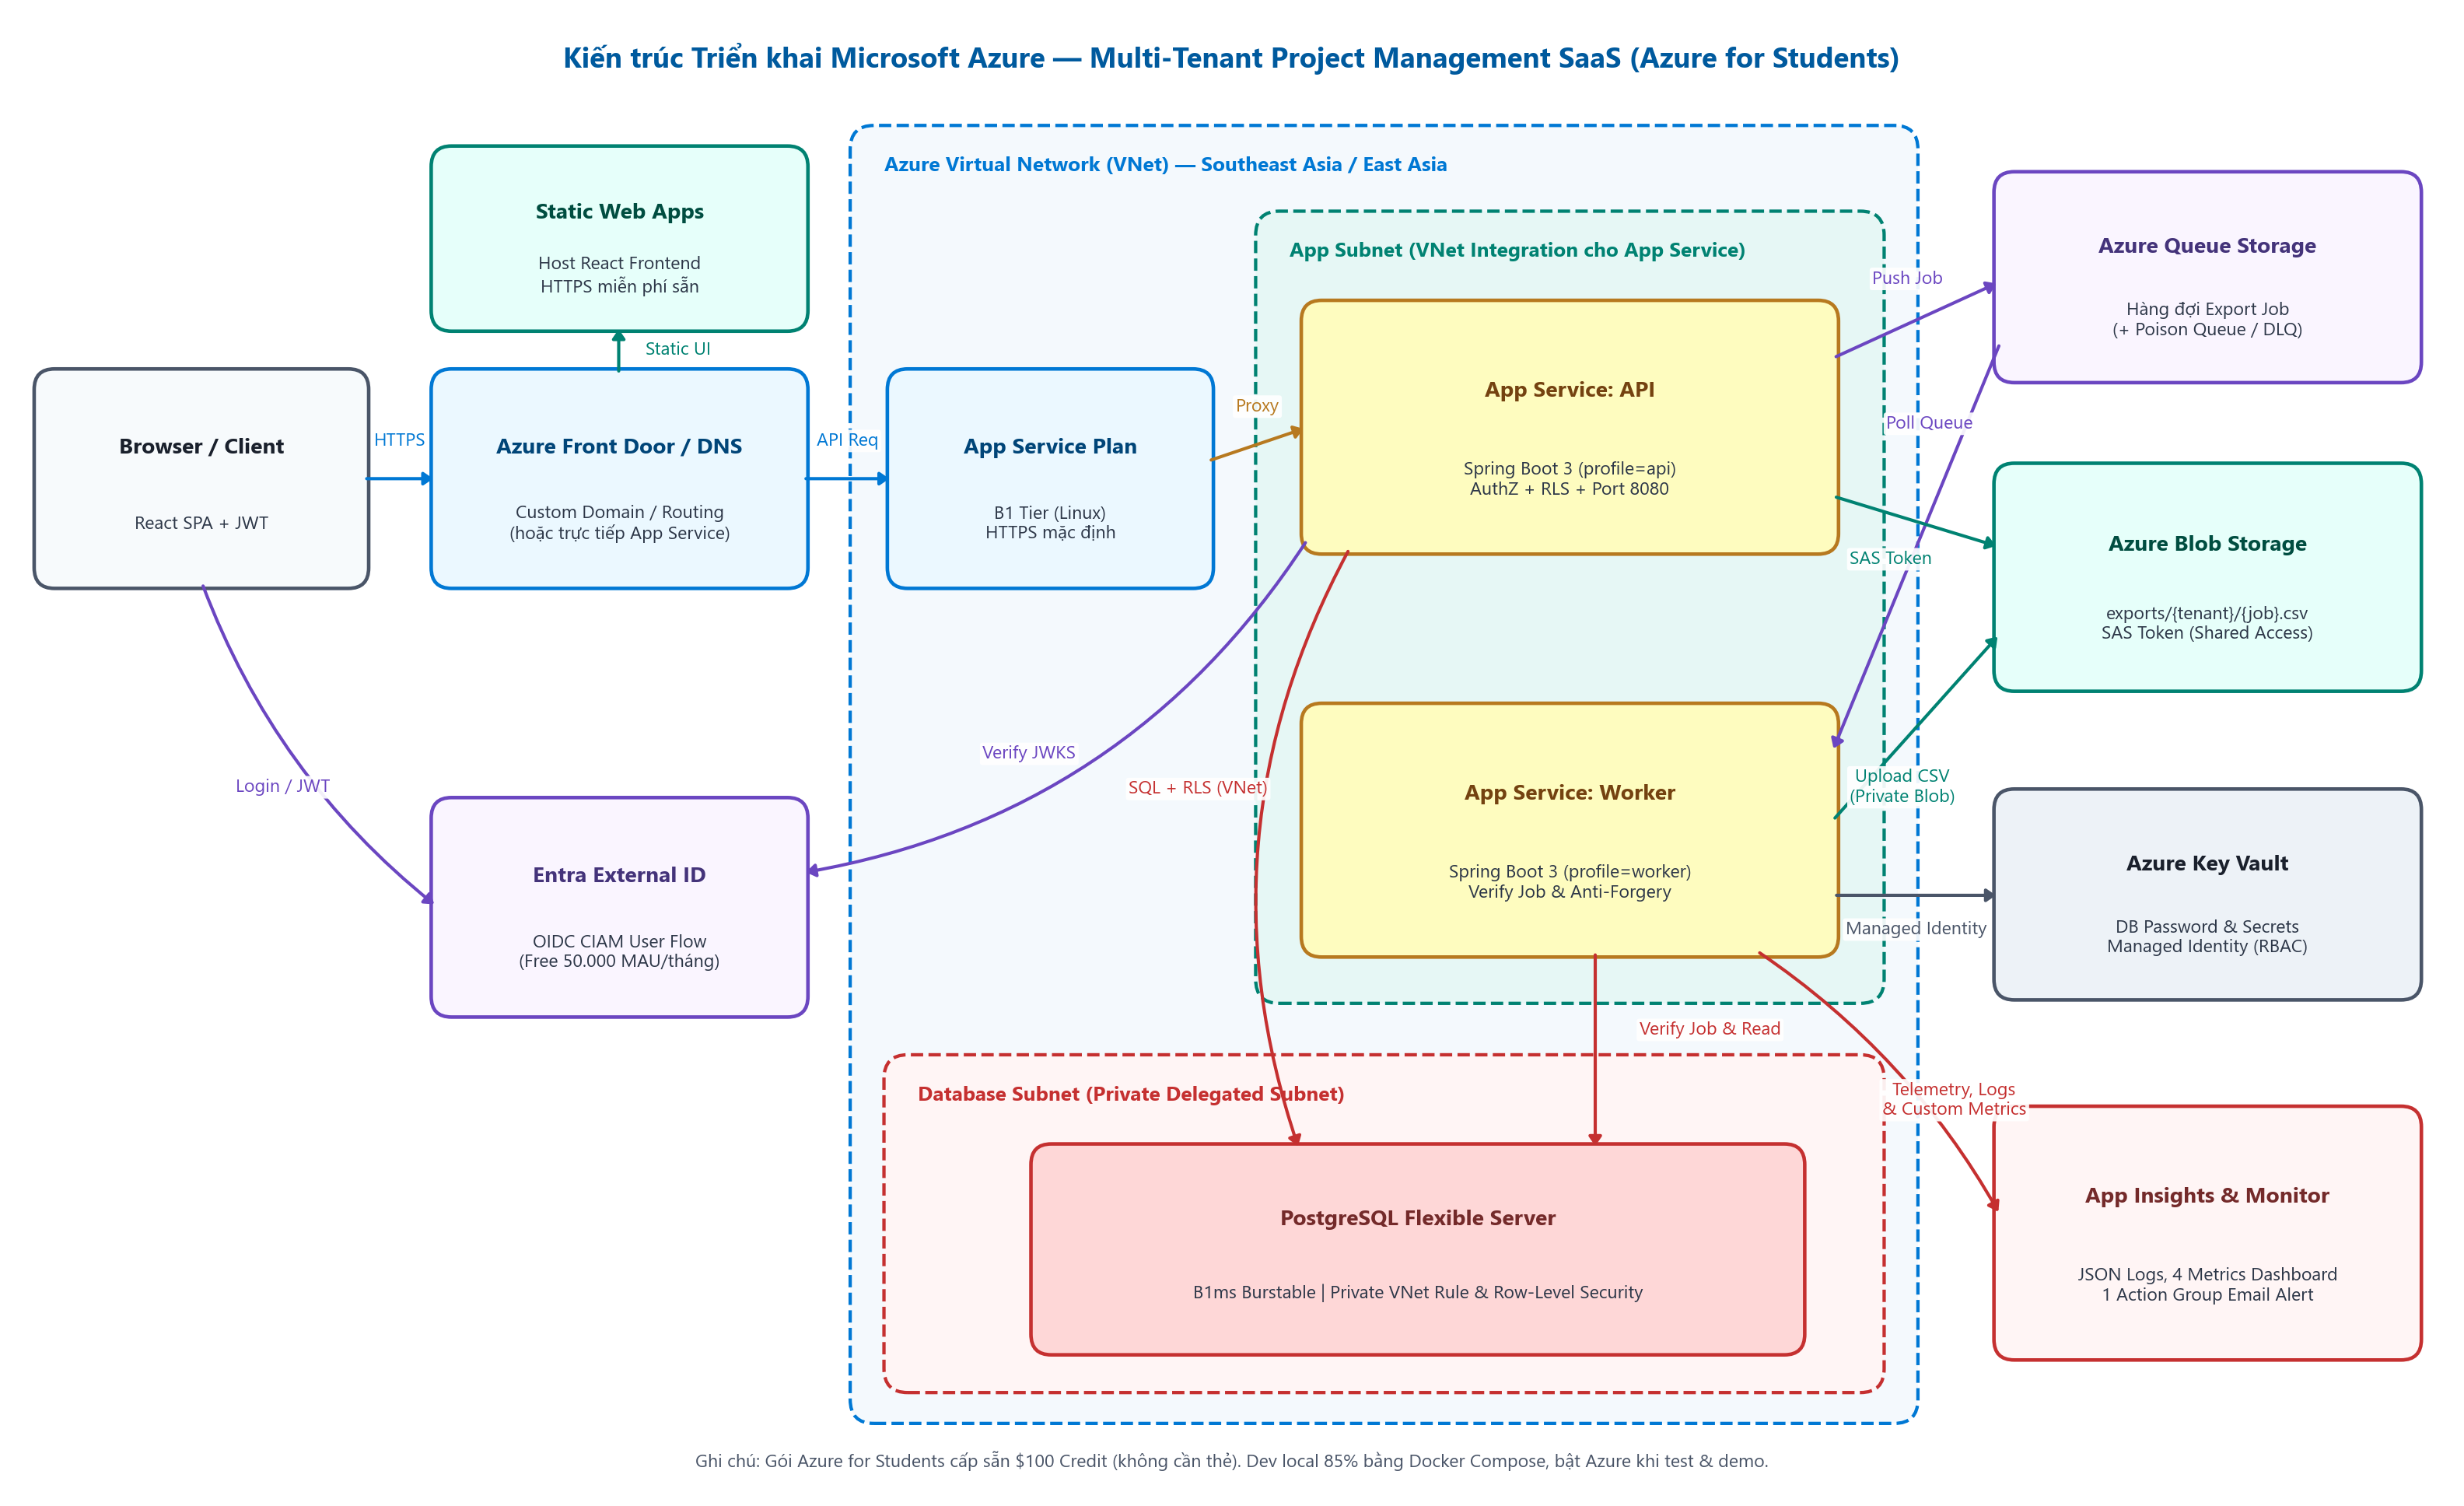 Kiến trúc Triển khai Microsoft Azure — Multi-Tenant Project Management SaaS (Azure for Students)
Azure Virtual Network (VNet) — Southeast Asia / East Asia
Static Web Apps
Host React Frontend
HTTPS miễn phí sẵn
Static UI
Browser / Client
React SPA + JWT
HTTPS
Azure Front Door / DNS
Custom Domain / Routing
(hoặc trực tiếp App Service)
API Req
App Service Plan
B1 Tier (Linux)
HTTPS mặc định
Proxy
App Subnet (VNet Integration cho App Service)
App Service: API
Spring Boot 3 (profile=api)
AuthZ + RLS + Port 8080
Push Job
Azure Queue Storage
Hàng đợi Export Job
(+ Poison Queue / DLQ)
Poll Queue
SAS Token
Azure Blob Storage
exports/{tenant}/{job}.csv
SAS Token (Shared Access)
Login / JWT
Verify JWKS
SQL + RLS (VNet)
Entra External ID
OIDC CIAM User Flow
(Free 50.000 MAU/tháng)
App Service: Worker
Spring Boot 3 (profile=worker)
Verify Job & Anti-Forgery
Upload CSV
(Private Blob)
Managed Identity
Azure Key Vault
DB Password & Secrets
Managed Identity (RBAC)
Verify Job & Read
Telemetry, Logs
& Custom Metrics
Database Subnet (Private Delegated Subnet)
PostgreSQL Flexible Server
B1ms Burstable | Private VNet Rule & Row-Level Security
App Insights & Monitor
JSON Logs, 4 Metrics Dashboard
1 Action Group Email Alert
Ghi chú: Gói Azure for Students cấp sẵn $100 Credit (không cần thẻ). Dev local 85% bằng Docker Compose, bật Azure khi test & demo.